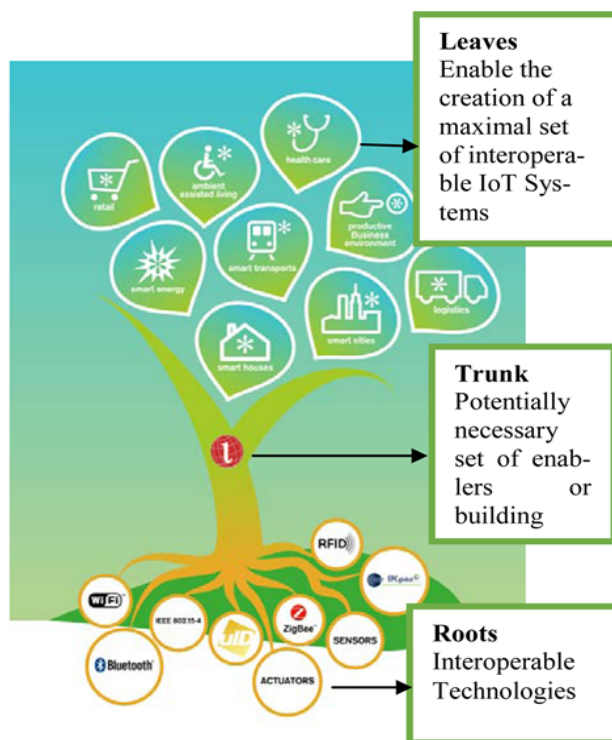 Leaves
Enable the
creation of a
maximal set
of interopera-
ble IoT Sys-
tems
health care
ambient
assisted living
retail
productive
Business
environment
smart transports
smart energy
logistics
smart cities
smart houses
Trunk
Potentially
necessary
set of enab-
lers or
building
RFID
EPCglobal
WiFi
IEEE 802.15-4
uID
ZigBee
SENSORS
Bluetooth
ACTUATORS
Roots
Interoperable
Technologies